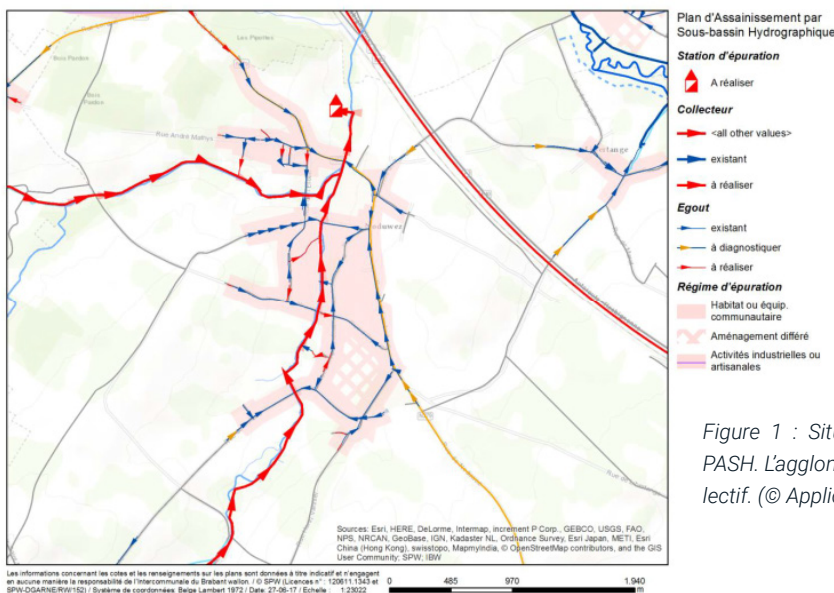 Plan d'Assainissement par
Sous-bassin Hydrographique
Station d'épuration
A réaliser
Collecteur
<all other values>
existant
à réaliser
Egout
existant
à diagnostiquer
à réaliser
Régime d'épuration
Habitat ou équip.
communautaire
Aménagement différé
Activités industrielles ou
artisanales
Bois Pardon
Bois
Pardon
Rue André Mathys
Figure 1 : Situ
PASH. L'agglon
lectif. (© Applic
Sources: Esri, HERE, DeLorme, Intermap, increment P Corp., GEBCO, USGS, FAO,
NPS, NRCAN, GeoBase, IGN, Kadaster NL, Ordnance Survey, Esri Japan, METI, Esri
China (Hong Kong), swisstopo, MapmyIndia, © OpenStreetMap contributors, and the GIS
User Community; SPW; IBW
Les informations concernant les cotes et les renseignements sur les plans sont données à titre indicatif et n'engagent
en aucune manière la responsabilité de l'Intercommunale du Brabant wallon. / © SPW (Licences n° : 120611.1343 et
SPW-DGARNE/RW/152) / Système de coordonnées: Belge Lambert 1972 / Date: 27-06-17 / Echelle : 1:23022
0 485 970 1.940
m